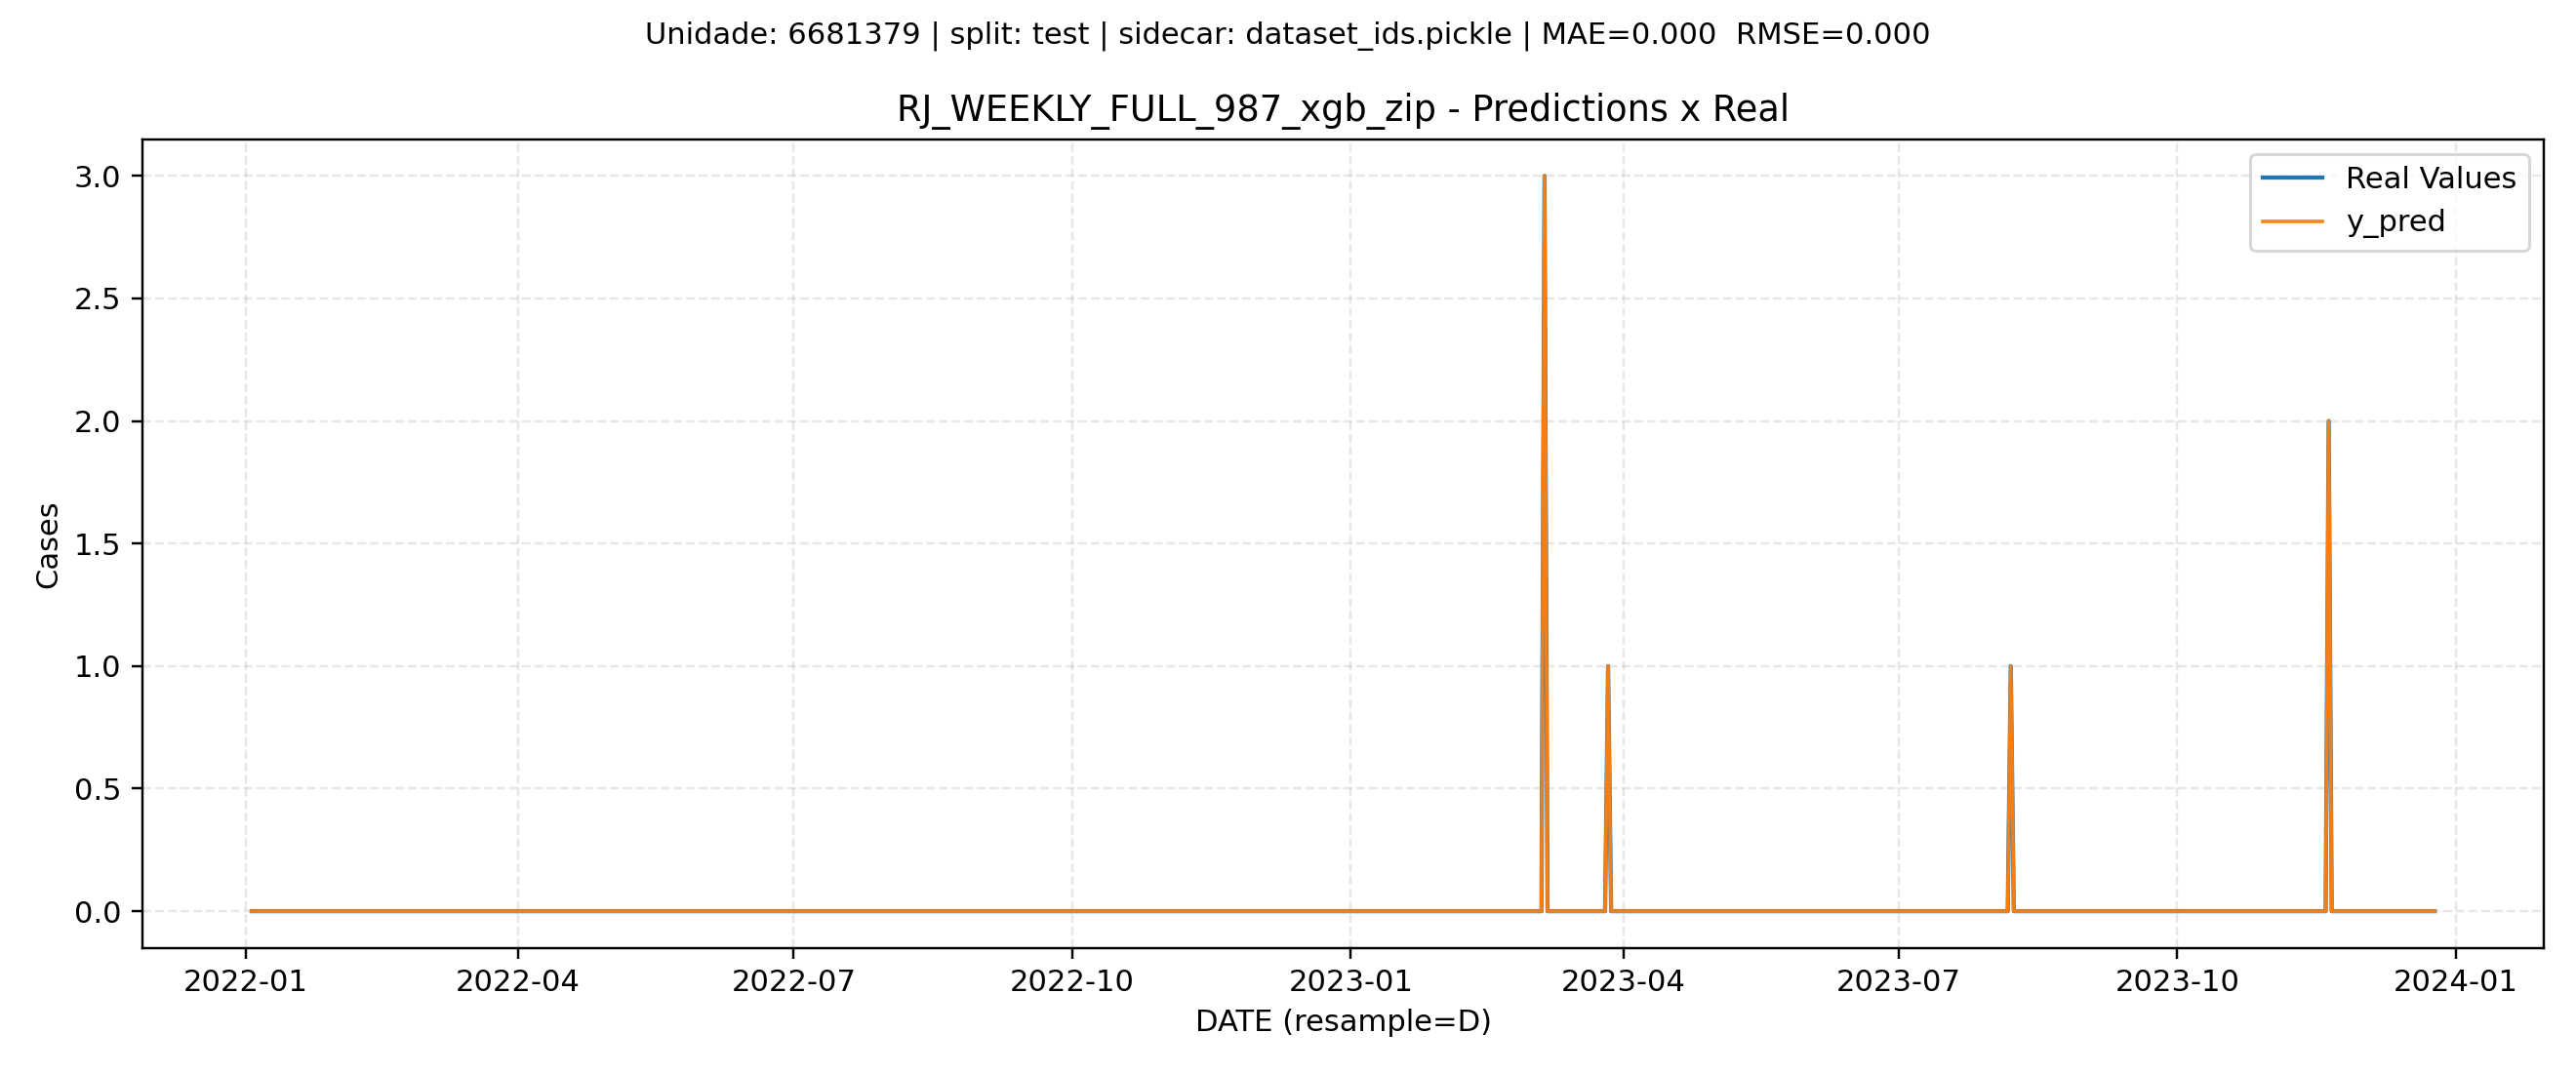 Unidade: 6681379 | split: test | sidecar: dataset_ids.pickle | MAE=0.000  RMSE=0.000
RJ_WEEKLY_FULL_987_xgb_zip - Predictions x Real
Real Values
y_pred
Cases
3.0
2.5
2.0
1.5
1.0
0.5
0.0
2022-01 2022-04 2022-07 2022-10 2023-01 2023-04 2023-07 2023-10 2024-01
DATE (resample=D)